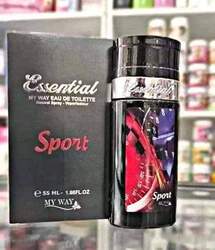 Essential
MY WAY EAU DE TOILETTE
Natural Spray - Vaporisateur
Sport
℮ 55 ML - 1.86FL.OZ
MY WAY
Sport